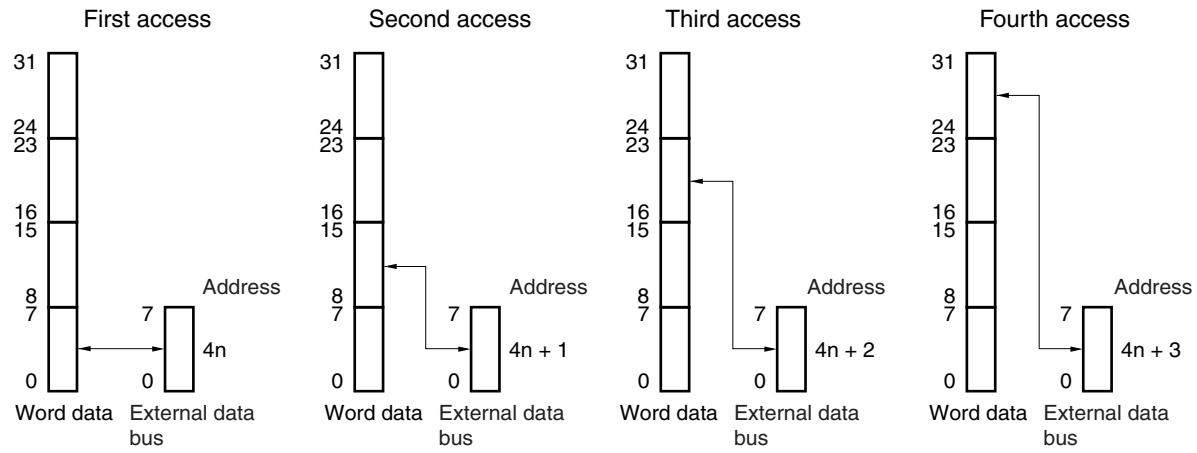 First access
31
24
23
16
15
8
7
0
Address
7
4n
0
Word data
External data
bus
Second access
31
24
23
16
15
8
7
0
Address
7
4n + 1
0
Word data
External data
bus
Third access
31
24
23
16
15
8
7
0
Address
7
4n + 2
0
Word data
External data
bus
Fourth access
31
24
23
16
15
8
7
0
Address
7
4n + 3
0
Word data
External data
bus